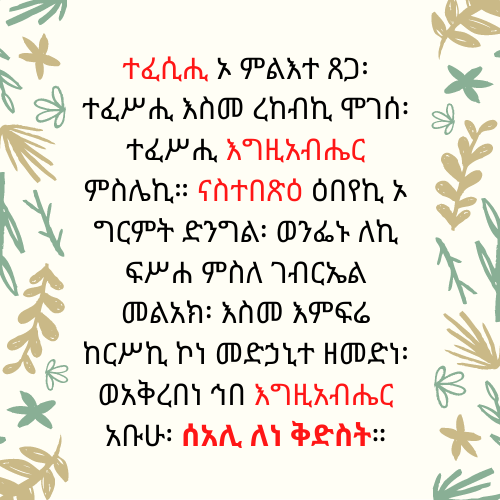 ተፈሲሒ ኦ ምልእተ ጸጋ፡
ተፈሥሒ እስመ ረከብኪ ሞገሰ፡
ተፈሥሒ እግዚአብሔር
ምስሌኪ። ናስተበጽዕ ዕበየኪ ኦ
ግርምት ድንግል፡ ወንፌኑ ለኪ
ፍሥሐ ምስለ ገብርኤል
መልአክ፡ እስመ እምፍሬ
ከርሥኪ ኮነ መድኃኒተ ዘመድነ፡
ወአቅረበነ ኀበ እግዚአብሔር
አቡሁ፡ ሰአሊ ለነ ቅድስት።